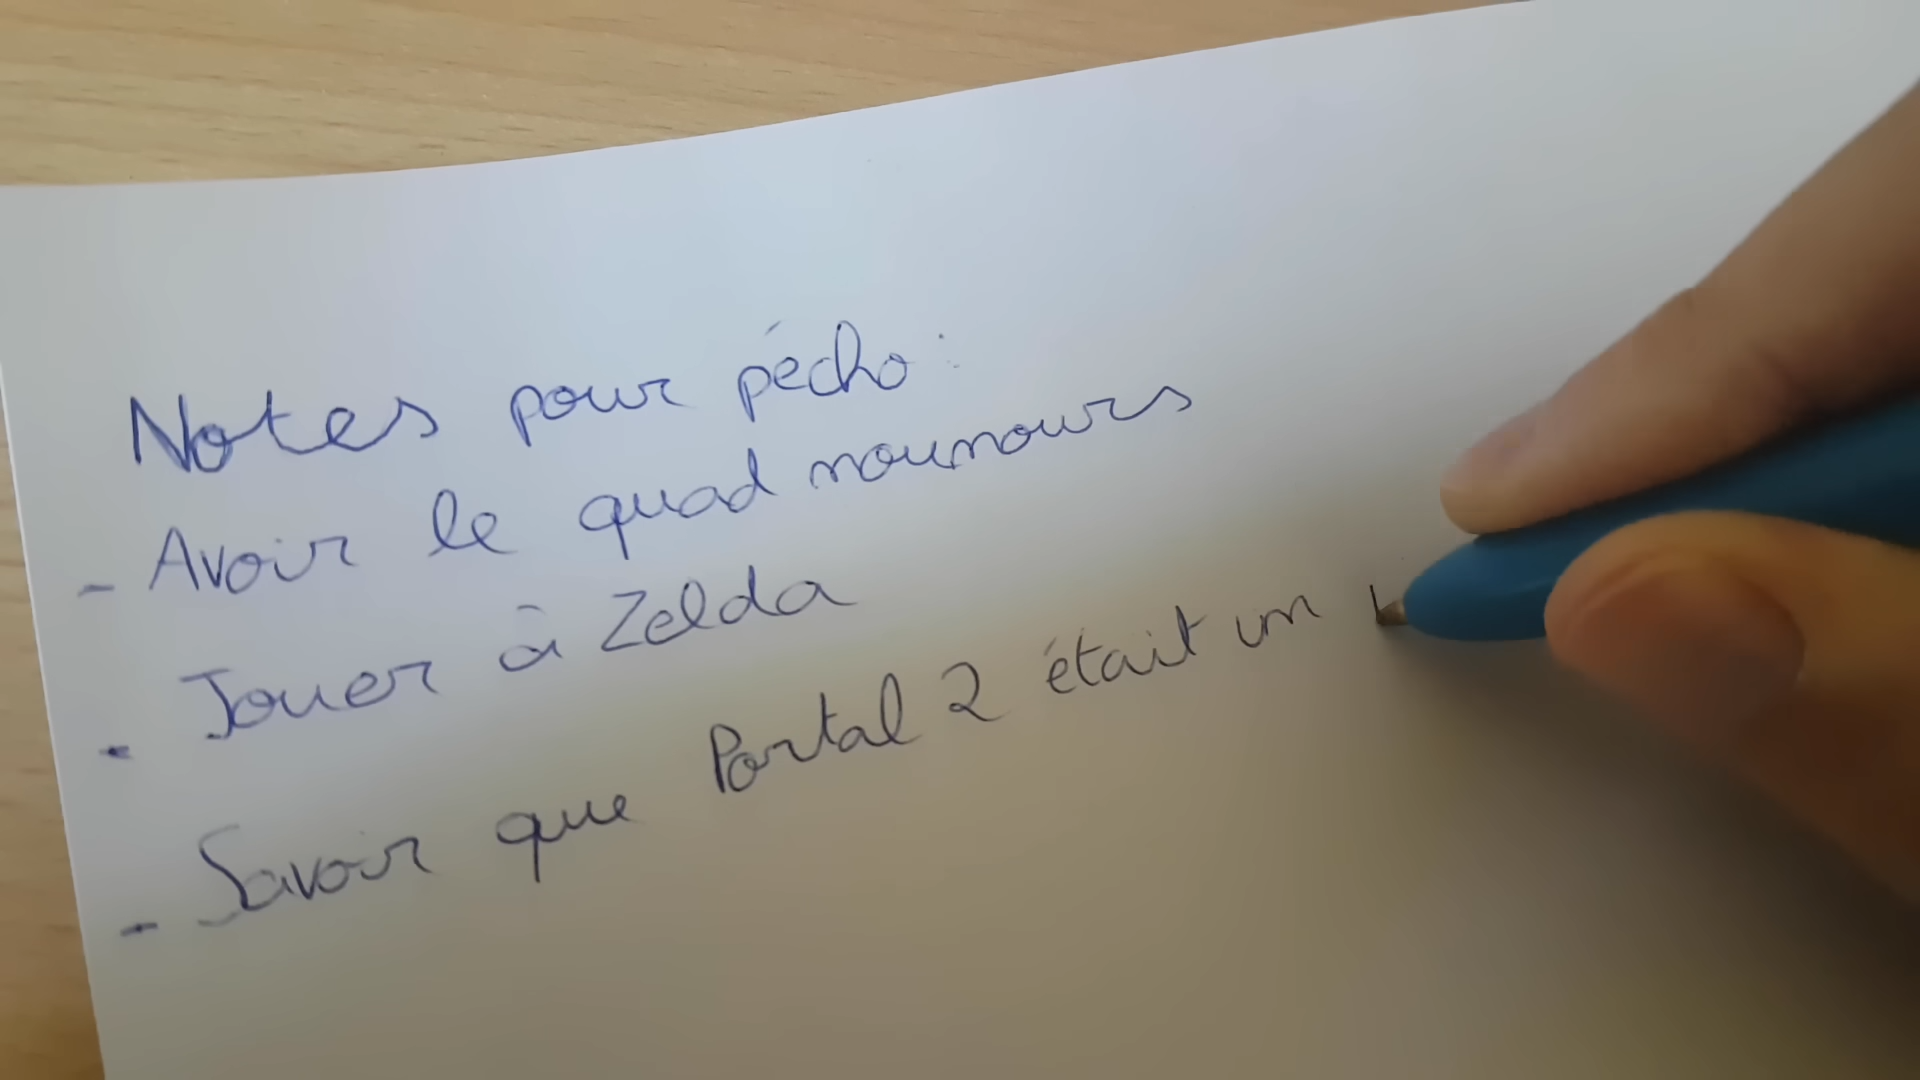 Notes pour pécho :
- Avoir le quad nounours
- Jouer à Zelda
- Savoir que Portal 2 était un